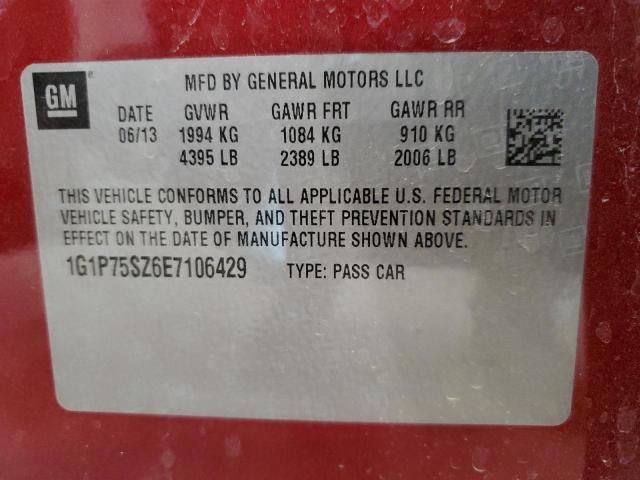 GM®
MFD BY GENERAL MOTORS LLC
DATE GVWR GAWR FRT GAWR RR
06/13 1994 KG 1084 KG 910 KG
4395 LB 2389 LB 2006 LB
THIS VEHICLE CONFORMS TO ALL APPLICABLE U.S. FEDERAL MOTOR
VEHICLE SAFETY, BUMPER, AND THEFT PREVENTION STANDARDS IN
EFFECT ON THE DATE OF MANUFACTURE SHOWN ABOVE.
1G1P75SZ6E7106429 TYPE: PASS CAR